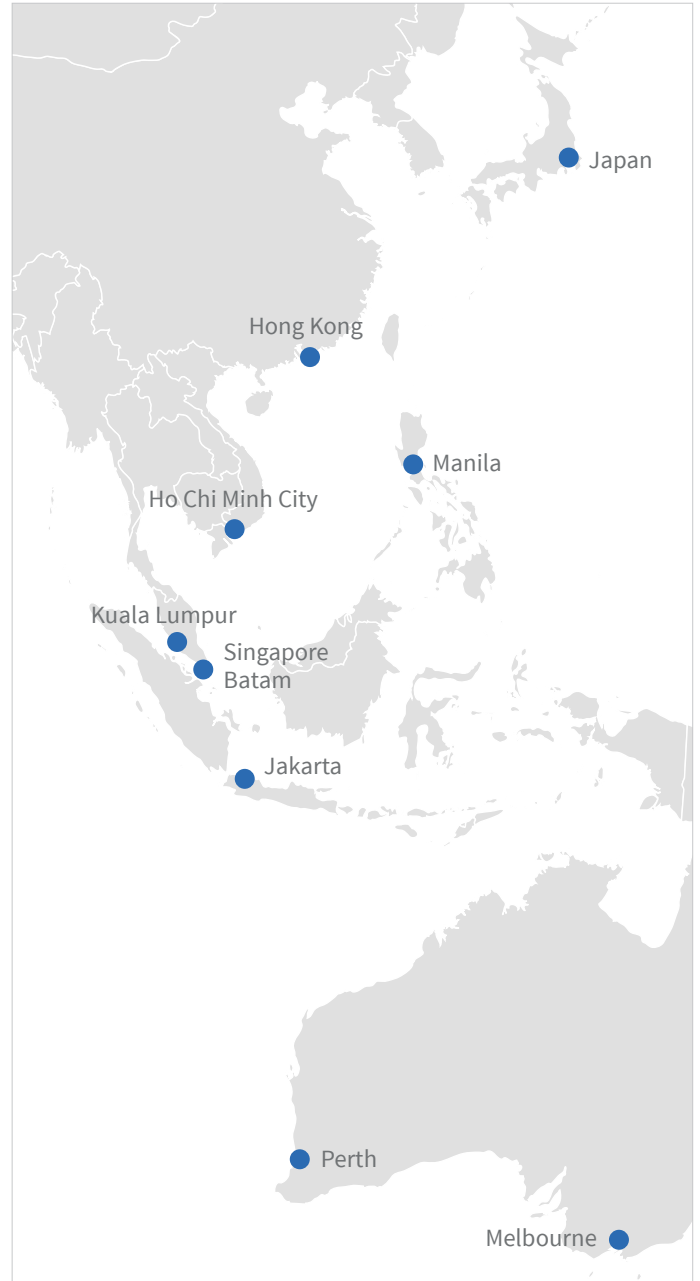 Japan
Hong Kong
Manila
Ho Chi Minh City
Kuala Lumpur
Singapore
Batam
Jakarta
Perth
Melbourne